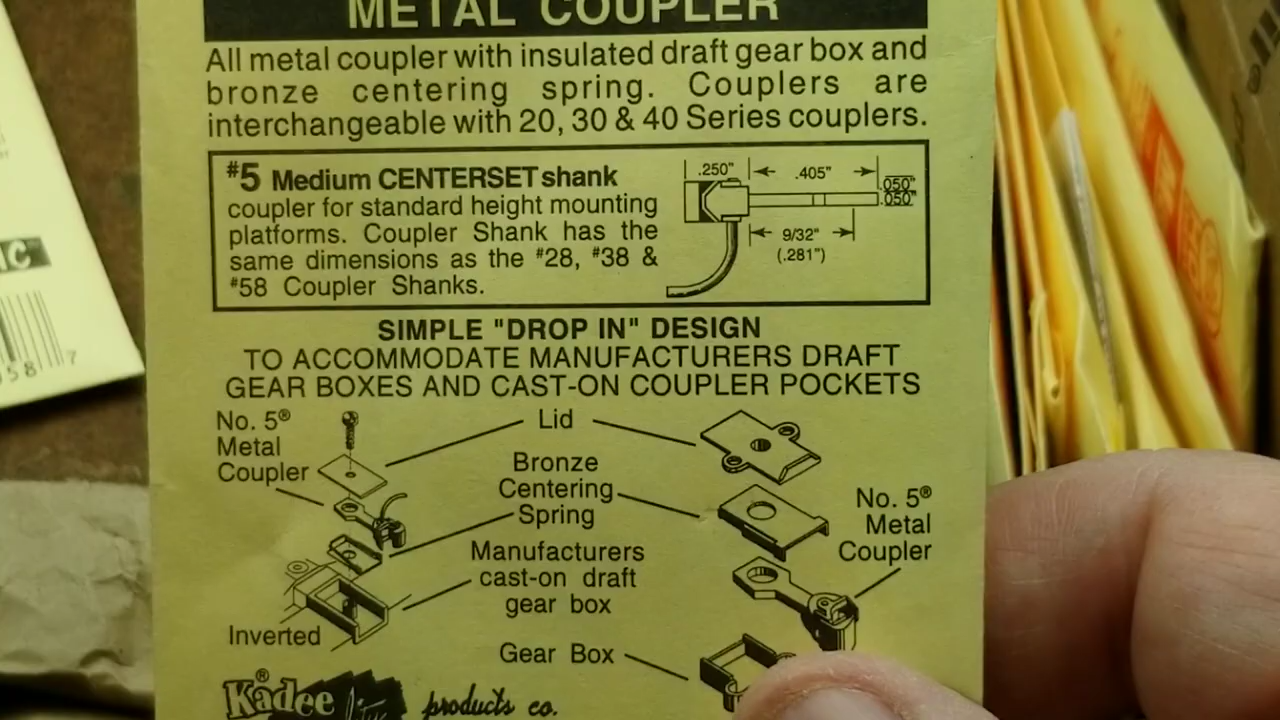 METAL COUPLER
All metal coupler with insulated draft gear box and
bronze centering spring. Couplers are
interchangeable with 20, 30 & 40 Series couplers.
#5 Medium CENTERSET shank
coupler for standard height mounting
platforms. Coupler Shank has the
same dimensions as the #28, #38 &
#58 Coupler Shanks.
.250"
.405"
.050"
.050"
9/32"
(.281")
SIMPLE "DROP IN" DESIGN
TO ACCOMMODATE MANUFACTURERS DRAFT
GEAR BOXES AND CAST-ON COUPLER POCKETS
No. 5®
Metal
Coupler
Lid
Bronze
Centering
Spring
Manufacturers
cast-on draft
gear box
Inverted
Gear Box
No. 5®
Metal
Coupler
Kadee®
products co.
58 7